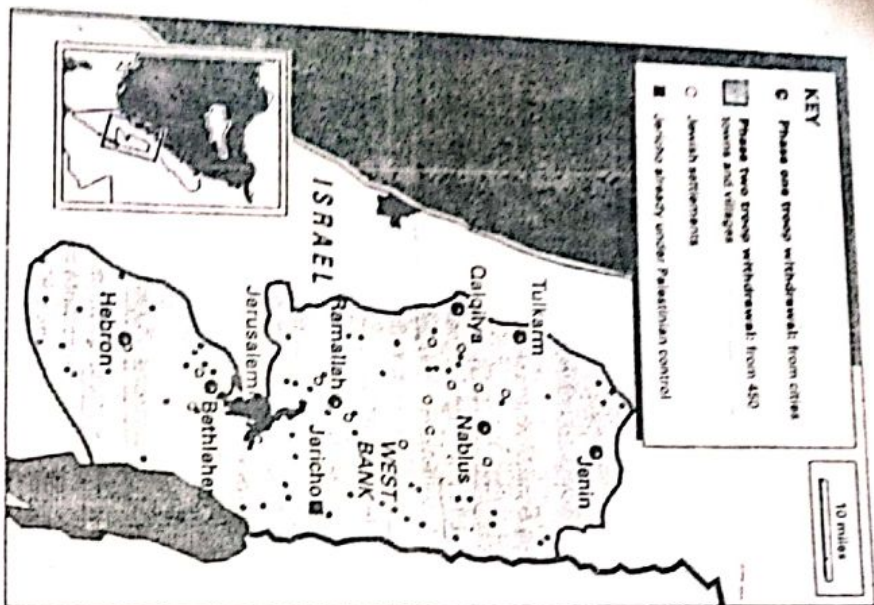 KEY
Phase one troop withdrawal: from cities
Phase two troop withdrawal: from 450
towns and villages
Jewish settlements
Jericho already under Palestinian control
10 miles
ISRAEL
Jenin
Tulkarm
Nablus
Qalqilya
WEST
BANK
Ramallah
Jericho
Jerusalem
Bethlehe
Hebron